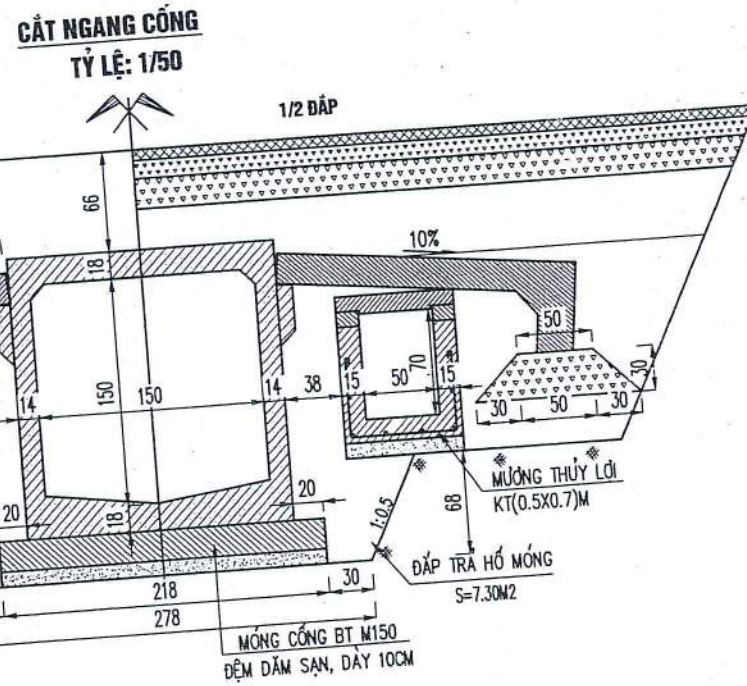 CẮT NGANG CỐNG
TỶ LỆ: 1/50
1/2 ĐẮP
66
10%
18
50
70
30
14
150
150
14
38
15
50
15
30
50
30
20
18
20
1:0.5
68
MƯƠNG THỦY LỢI
KT(0.5X0.7)M
ĐẮP TRẢ HỐ MÓNG
S=7.30M2
218
30
278
MÓNG CỐNG BT M150
ĐỆM DĂM SẠN, DÀY 10CM